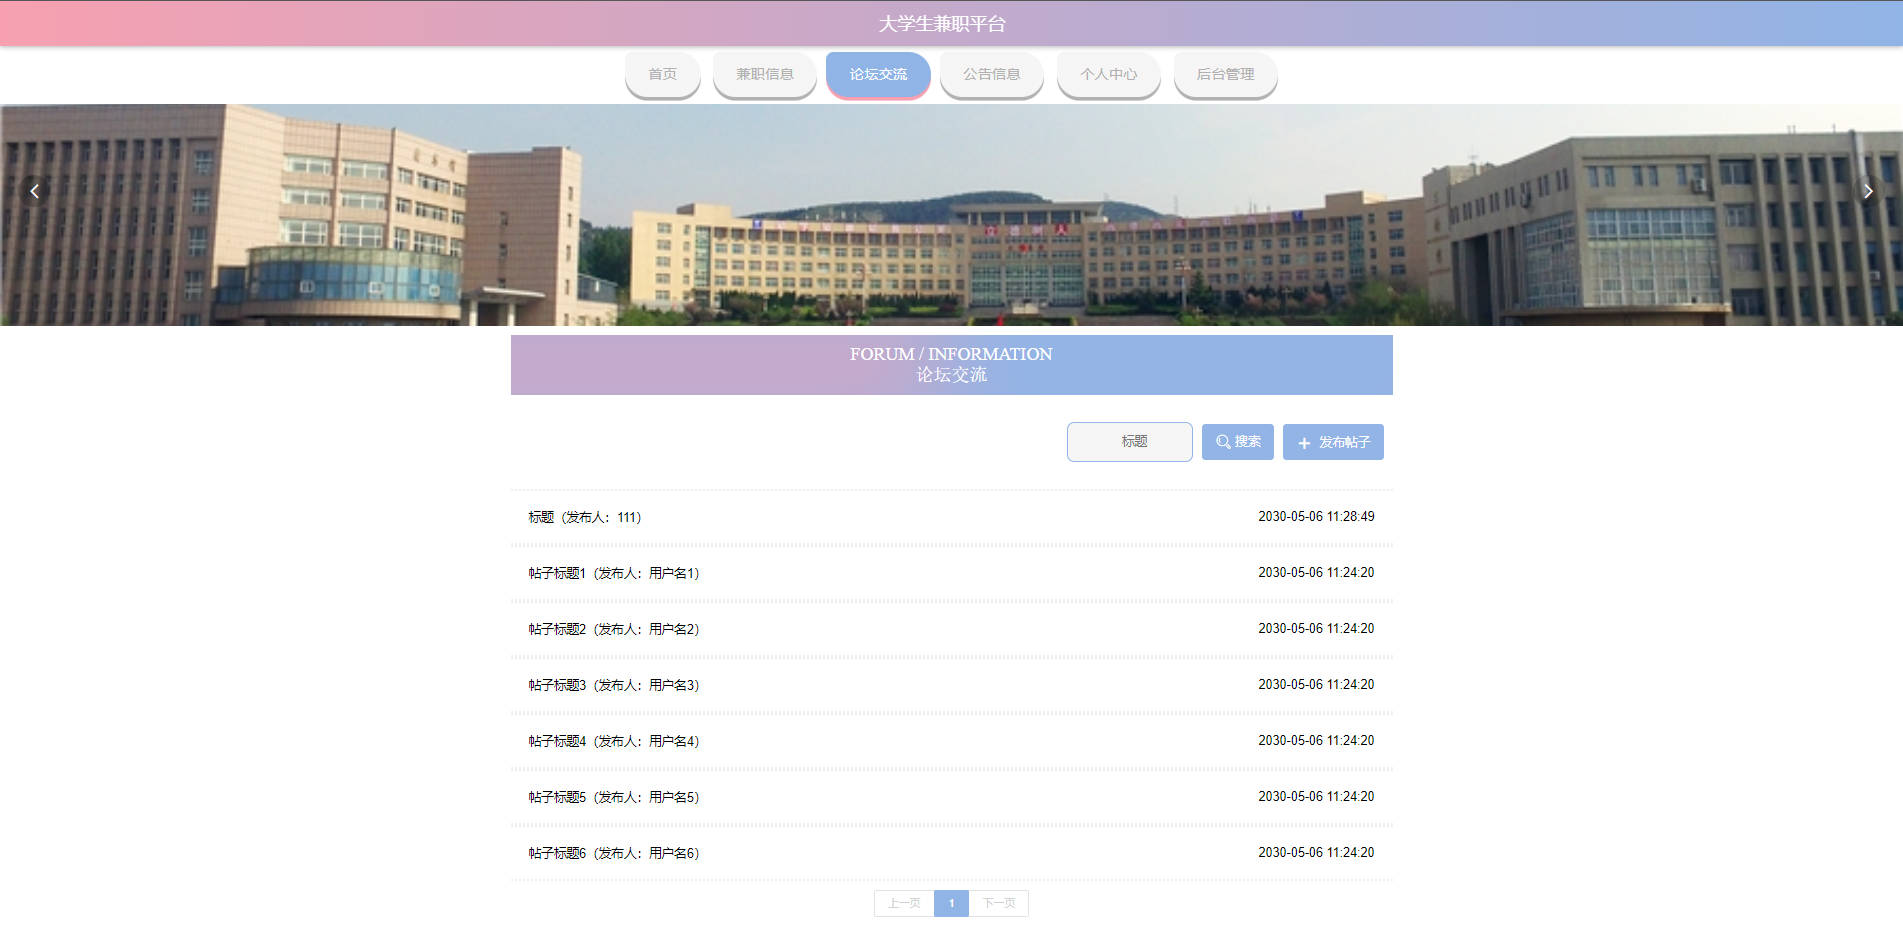 大学生兼职平台
首页 兼职信息 论坛交流 公告信息 个人中心 后台管理
FORUM / INFORMATION
论坛交流
标题 搜索 发布帖子
标题（发布人：111） 2030-05-06 11:28:49
帖子标题1（发布人：用户名1） 2030-05-06 11:24:20
帖子标题2（发布人：用户名2） 2030-05-06 11:24:20
帖子标题3（发布人：用户名3） 2030-05-06 11:24:20
帖子标题4（发布人：用户名4） 2030-05-06 11:24:20
帖子标题5（发布人：用户名5） 2030-05-06 11:24:20
帖子标题6（发布人：用户名6） 2030-05-06 11:24:20
上一页 1 下一页